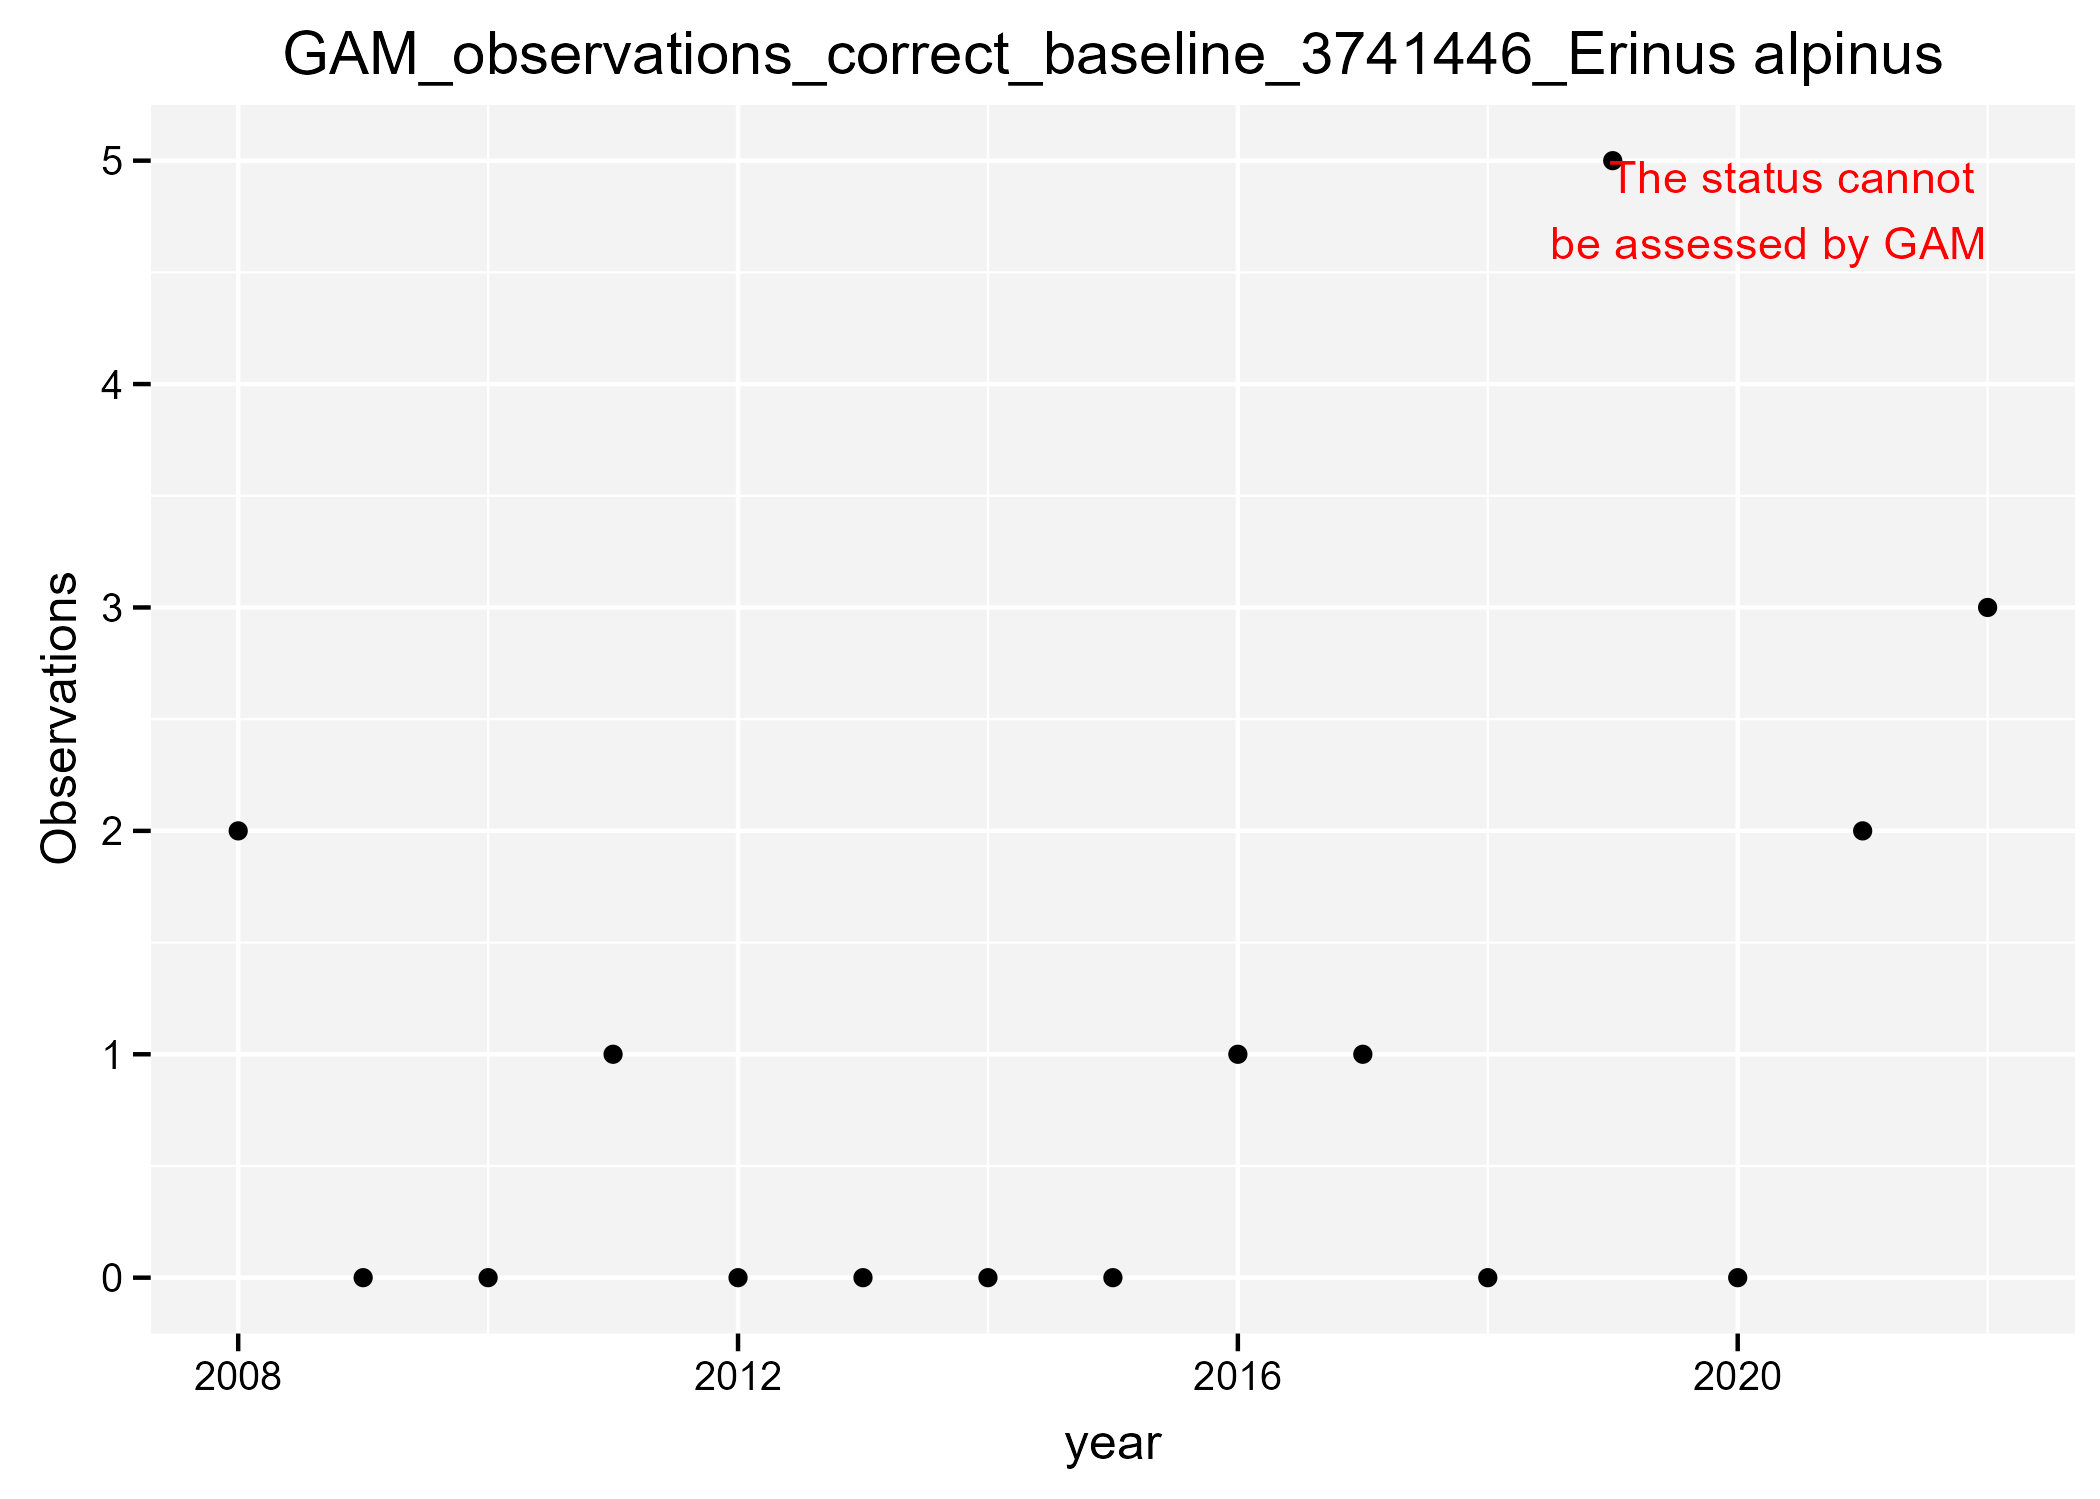 GAM_observations_correct_baseline_3741446_Erinus alpinus
5
The status cannot
be assessed by GAM
4
3
2
1
0
Observations
2008 2012 2016 2020
year